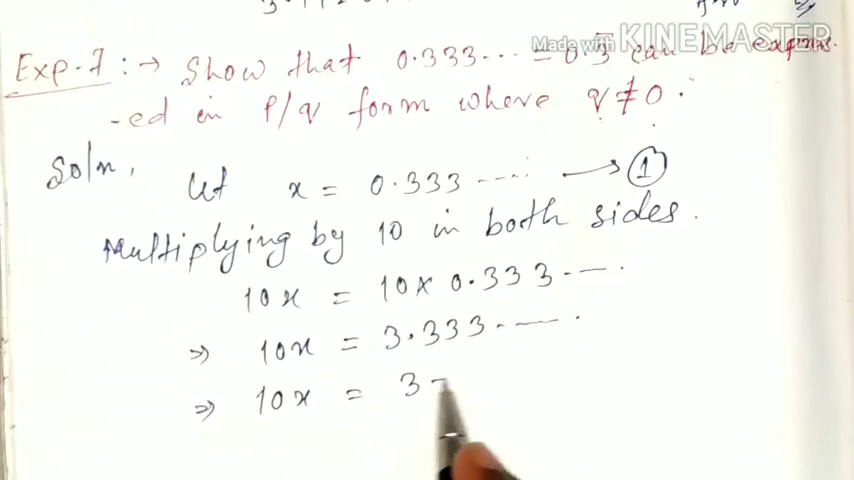 Made with KINEMASTER
Exp.7 :→ Show that 0.333... = 0.3̅ can be express
-ed in P/q form where q ≠ 0.
Soln, Let x = 0.333..... → ①
Multiplying by 10 in both sides.
10x = 10 x 0.333....
⇒ 10x = 3.333.....
⇒ 10x = 3